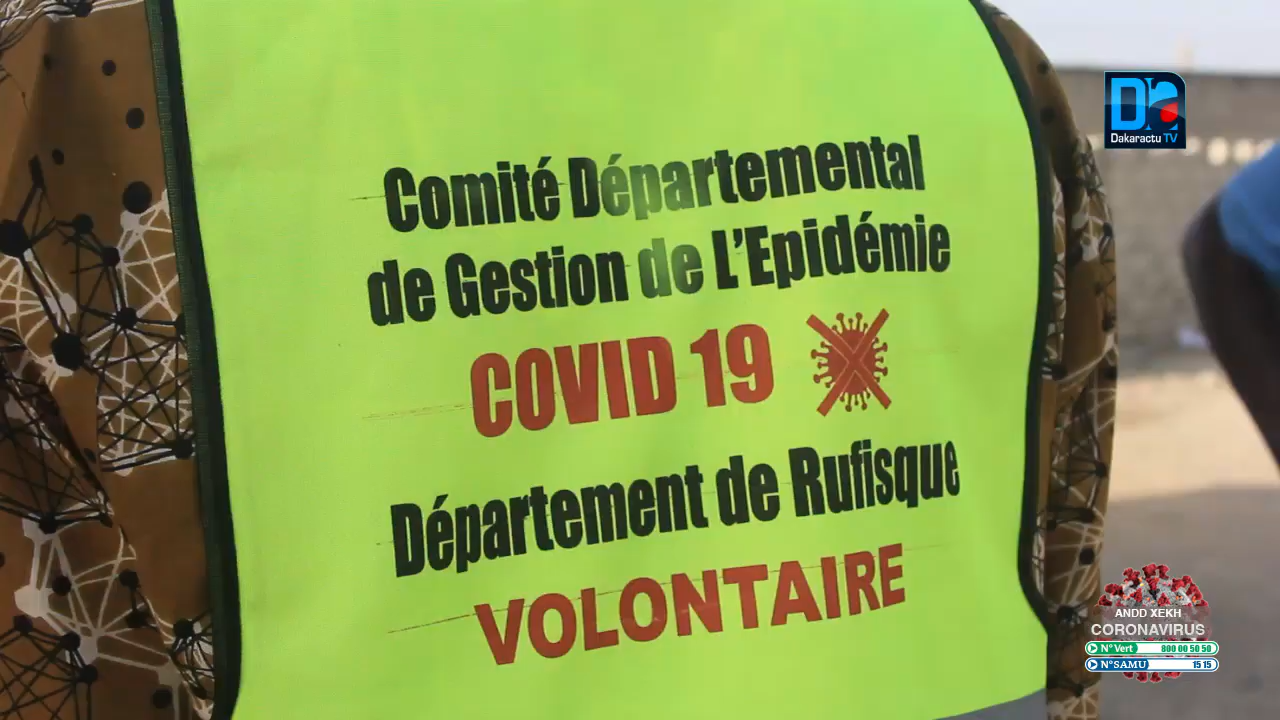 Comité Départemental
de Gestion de L'Epidémie
COVID 19
Département de Rufisque
VOLONTAIRE
Dakaractu TV
ANDD XEKH
CORONAVIRUS
N°Vert 800 00 50 50
N°SAMU 15 15